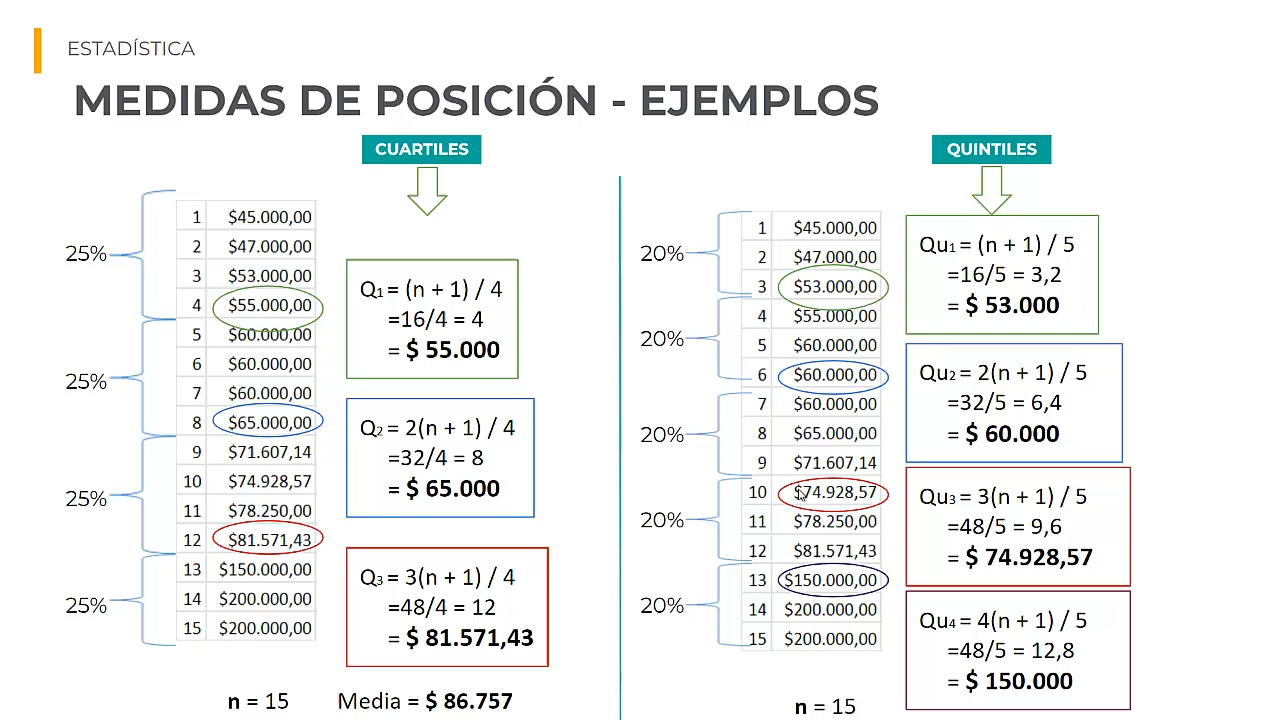 ESTADÍSTICA
MEDIDAS DE POSICIÓN - EJEMPLOS
CUARTILES
25%
25%
25%
25%
1 $45.000,00
2 $47.000,00
3 $53.000,00
4 $55.000,00
5 $60.000,00
6 $60.000,00
7 $60.000,00
8 $65.000,00
9 $71.607,14
10 $74.928,57
11 $78.250,00
12 $81.571,43
13 $150.000,00
14 $200.000,00
15 $200.000,00
Q1 = (n + 1) / 4
=16/4 = 4
= $ 55.000
Q2 = 2(n + 1) / 4
=32/4 = 8
= $ 65.000
Q3 = 3(n + 1) / 4
=48/4 = 12
= $ 81.571,43
n = 15 Media = $ 86.757
QUINTILES
20%
20%
20%
20%
20%
1 $45.000,00
2 $47.000,00
3 $53.000,00
4 $55.000,00
5 $60.000,00
6 $60.000,00
7 $60.000,00
8 $65.000,00
9 $71.607,14
10 $74.928,57
11 $78.250,00
12 $81.571,43
13 $150.000,00
14 $200.000,00
15 $200.000,00
Qu1 = (n + 1) / 5
=16/5 = 3,2
= $ 53.000
Qu2 = 2(n + 1) / 5
=32/5 = 6,4
= $ 60.000
Qu3 = 3(n + 1) / 5
=48/5 = 9,6
= $ 74.928,57
Qu4 = 4(n + 1) / 5
=48/5 = 12,8
= $ 150.000
n = 15